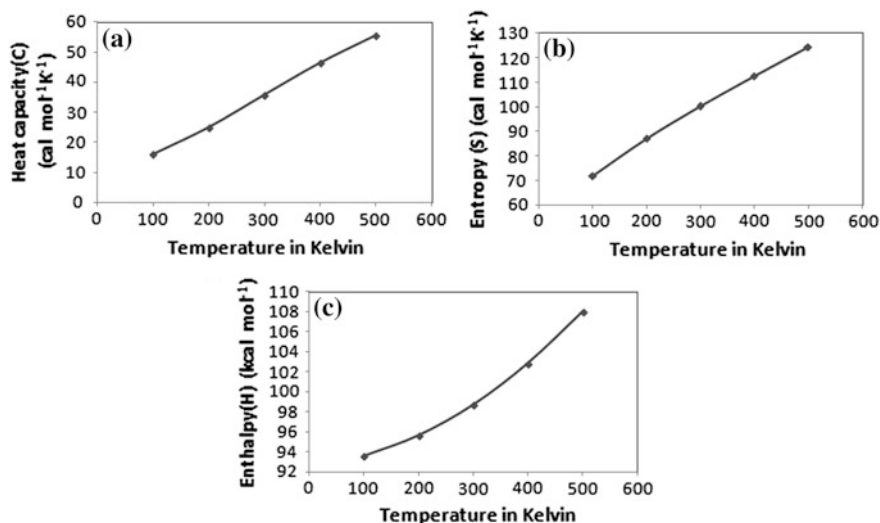 (a)
Heat capacity(C)
(cal mol-1K-1)
60
50
40
30
20
10
0
0 100 200 300 400 500 600
Temperature in Kelvin
(b)
Entropy (S) (cal mol-1K-1)
130
120
110
100
90
80
70
60
0 100 200 300 400 500 600
Temperature in Kelvin
(c)
Enthalpy(H) (kcal mol-1)
110
108
106
104
102
100
98
96
94
92
0 100 200 300 400 500 600
Temperature in Kelvin